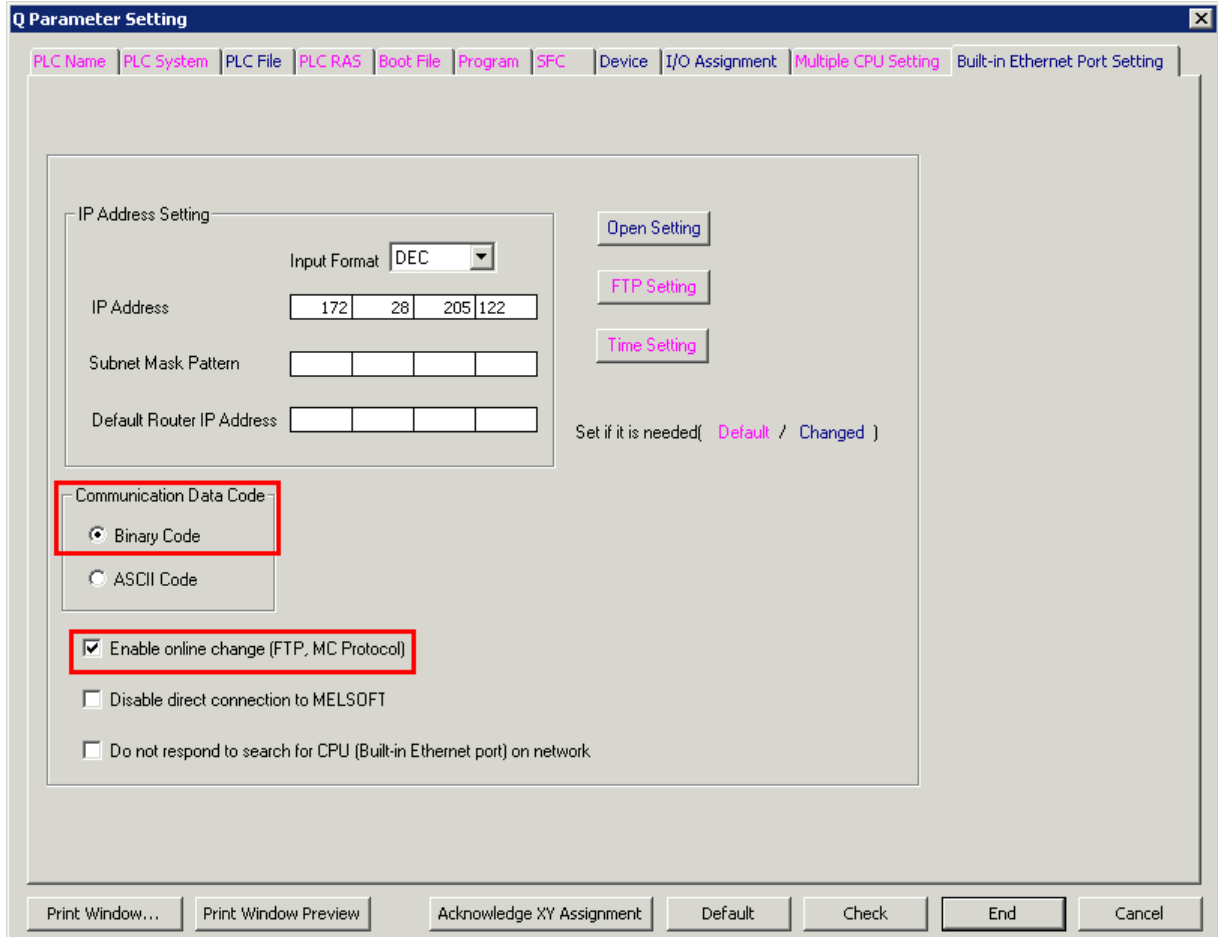 Q Parameter Setting
PLC Name PLC System PLC File PLC RAS Boot File Program SFC Device I/O Assignment Multiple CPU Setting Built-in Ethernet Port Setting
IP Address Setting
Input Format DEC
IP Address 172 28 205 122
Subnet Mask Pattern
Default Router IP Address
Open Setting
FTP Setting
Time Setting
Set if it is needed( Default / Changed )
Communication Data Code
Binary Code
ASCII Code
Enable online change (FTP, MC Protocol)
Disable direct connection to MELSOFT
Do not respond to search for CPU (Built-in Ethernet port) on network
Print Window... Print Window Preview Acknowledge XY Assignment Default Check End Cancel